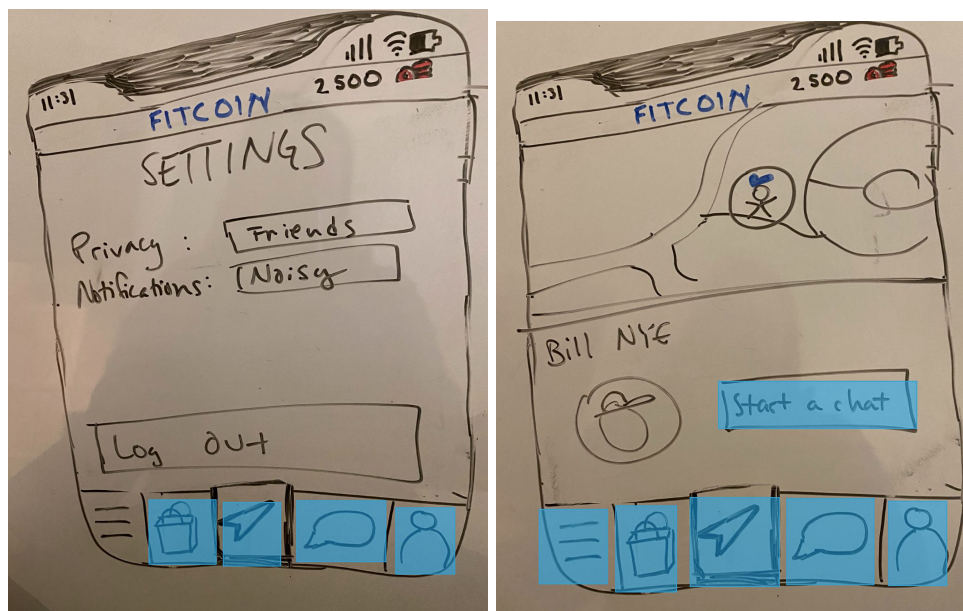 11:31
2500
FITCOIN
SETTINGS
Privacy : Friends
Notifications: Noisy
Log OUT
11:31
2500
FITCOIN
Bill NYE
Start a chat